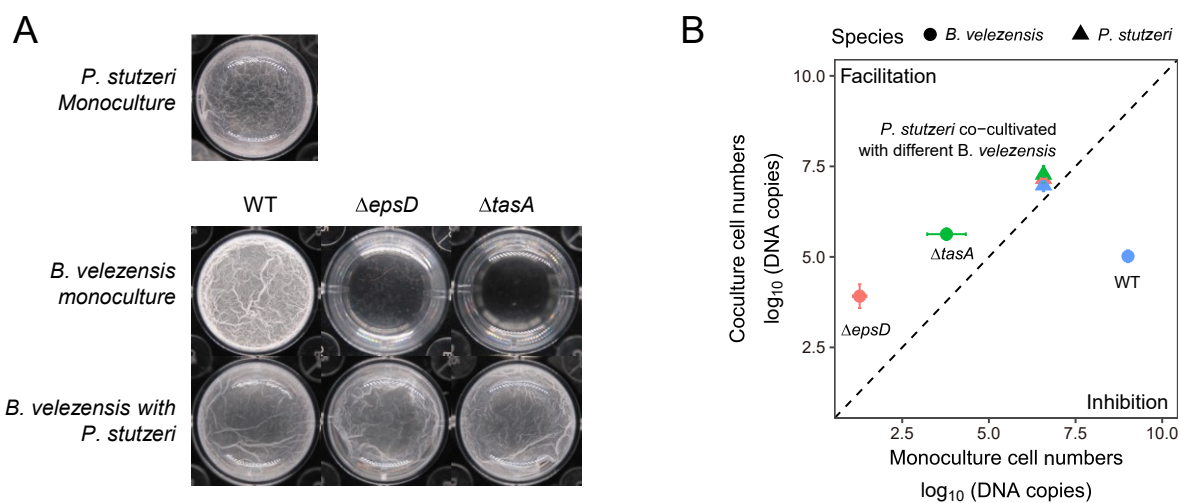 A
P. stutzeri
Monoculture
WT
ΔepsD
ΔtasA
B. velezensis
monoculture
B. velezensis with
P. stutzeri
B
Species
B. velezensis
P. stutzeri
Coculture cell numbers
log10 (DNA copies)
10.0
7.5
5.0
2.5
Facilitation
P. stutzeri co-cultivated
with different B. velezensis
ΔtasA
WT
ΔepsD
Inhibition
2.5
5.0
7.5
10.0
Monoculture cell numbers
log10 (DNA copies)